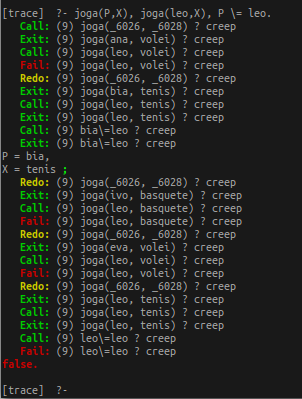 [trace]  ?- joga(P,X), joga(leo,X), P \= leo.
   Call: (9) joga(_6026, _6028) ? creep
   Exit: (9) joga(ana, volei) ? creep
   Call: (9) joga(leo, volei) ? creep
   Fail: (9) joga(leo, volei) ? creep
   Redo: (9) joga(_6026, _6028) ? creep
   Exit: (9) joga(bia, tenis) ? creep
   Call: (9) joga(leo, tenis) ? creep
   Exit: (9) joga(leo, tenis) ? creep
   Call: (9) bia\=leo ? creep
   Exit: (9) bia\=leo ? creep
P = bia,
X = tenis ;
   Redo: (9) joga(_6026, _6028) ? creep
   Exit: (9) joga(ivo, basquete) ? creep
   Call: (9) joga(leo, basquete) ? creep
   Fail: (9) joga(leo, basquete) ? creep
   Redo: (9) joga(_6026, _6028) ? creep
   Exit: (9) joga(eva, volei) ? creep
   Call: (9) joga(leo, volei) ? creep
   Fail: (9) joga(leo, volei) ? creep
   Redo: (9) joga(_6026, _6028) ? creep
   Exit: (9) joga(leo, tenis) ? creep
   Call: (9) joga(leo, tenis) ? creep
   Exit: (9) joga(leo, tenis) ? creep
   Call: (9) leo\=leo ? creep
   Fail: (9) leo\=leo ? creep
false.
[trace]  ?-